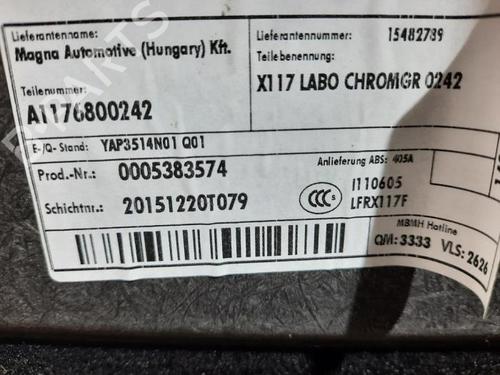 Lieferantenname:
Magna Automotive (Hungary) Kft.
Lieferantennummer: 15482789
Teilenummer:
A1176800242
Teilebenennung:
X117 LABO CHROMGR 0242
E-/Q- Stand: YAP3514N01 Q01
Prod.-Nr.: 0005383574
Anlieferung ABS: 405A
Schichtnr.: 20151220T079
CCC S
I110605
LFRX117F
MBMH Hotline
QM: 3333 VLS: 2626